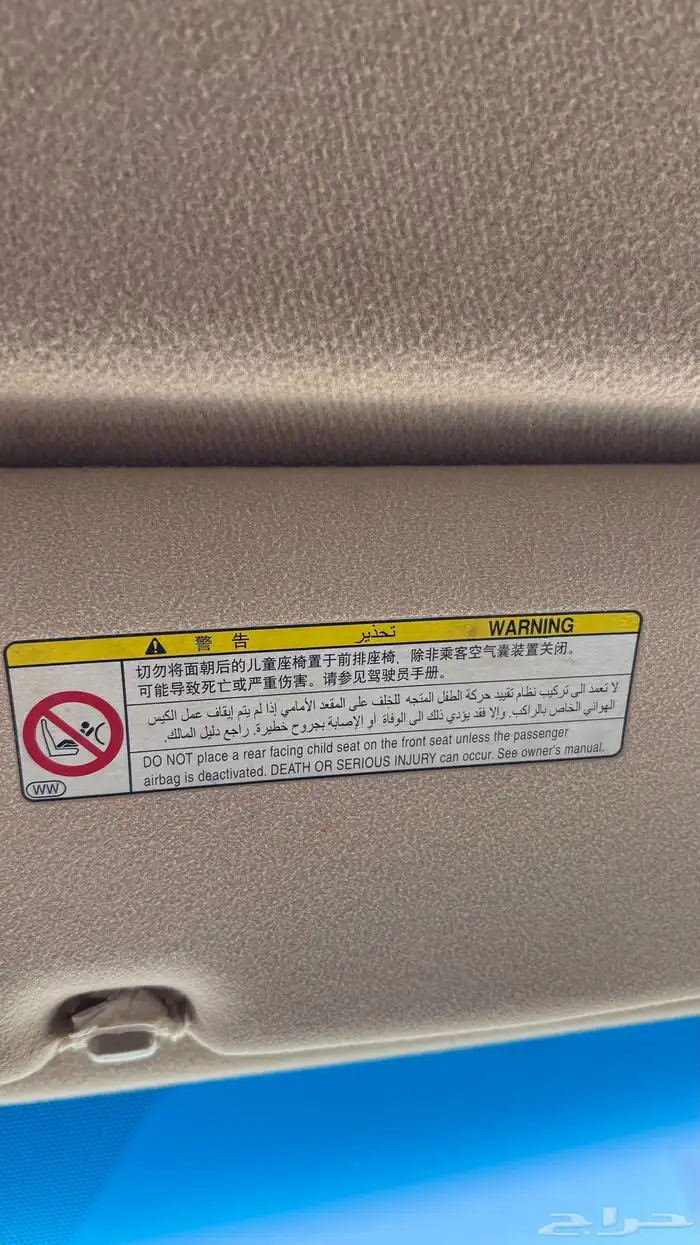 警 告 تحذير WARNING
切勿将面朝后的儿童座椅置于前排座椅, 除非乘客空气囊装置关闭。
可能导致死亡或严重伤害。请参见驾驶员手册。
لا تعمد الى تركيب نظام تقييد حركة الطفل المتجه للخلف على المقعد الأمامي إذا لم يتم إيقاف عمل الكيس
الهوائي الخاص بالراكب. وإلا فقد يؤدي ذلك الى الوفاة أو الإصابة بجروح خطيرة. راجع دليل المالك.
DO NOT place a rear facing child seat on the front seat unless the passenger
airbag is deactivated. DEATH OR SERIOUS INJURY can occur. See owner's manual.
WW
حراج